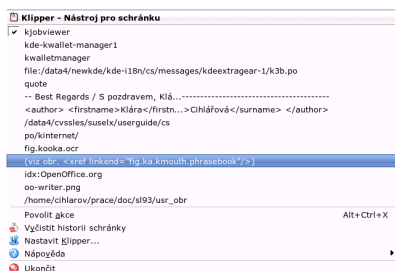 Klipper - Nástroj pro schránku
kjobviewer
kde-kwallet-manager1
kwalletmanager
file:/data4/newkde/kde-i18n/cs/messages/kdeextragear-1/k3b.po
quote
-- Best Regards / S pozdravem, Klá...------------------------------------
<author> <firstname>Klára</firstn...>Cihlářová</surname> </author>
/data4/cvssles/suselx/userguide/cs
po/kinternet/
fig.kooka.ocr
(viz obr. <xref linkend="fig.ka.kmouth.phrasebook"/>)
idx:OpenOffice.org
oo-writer.png
/home/cihlarov/prace/doc/sl93/usr_obr
Povolit akce Alt+Ctrl+X
Vyčistit historii schránky
Nastavit Klipper...
Nápověda
Ukončit